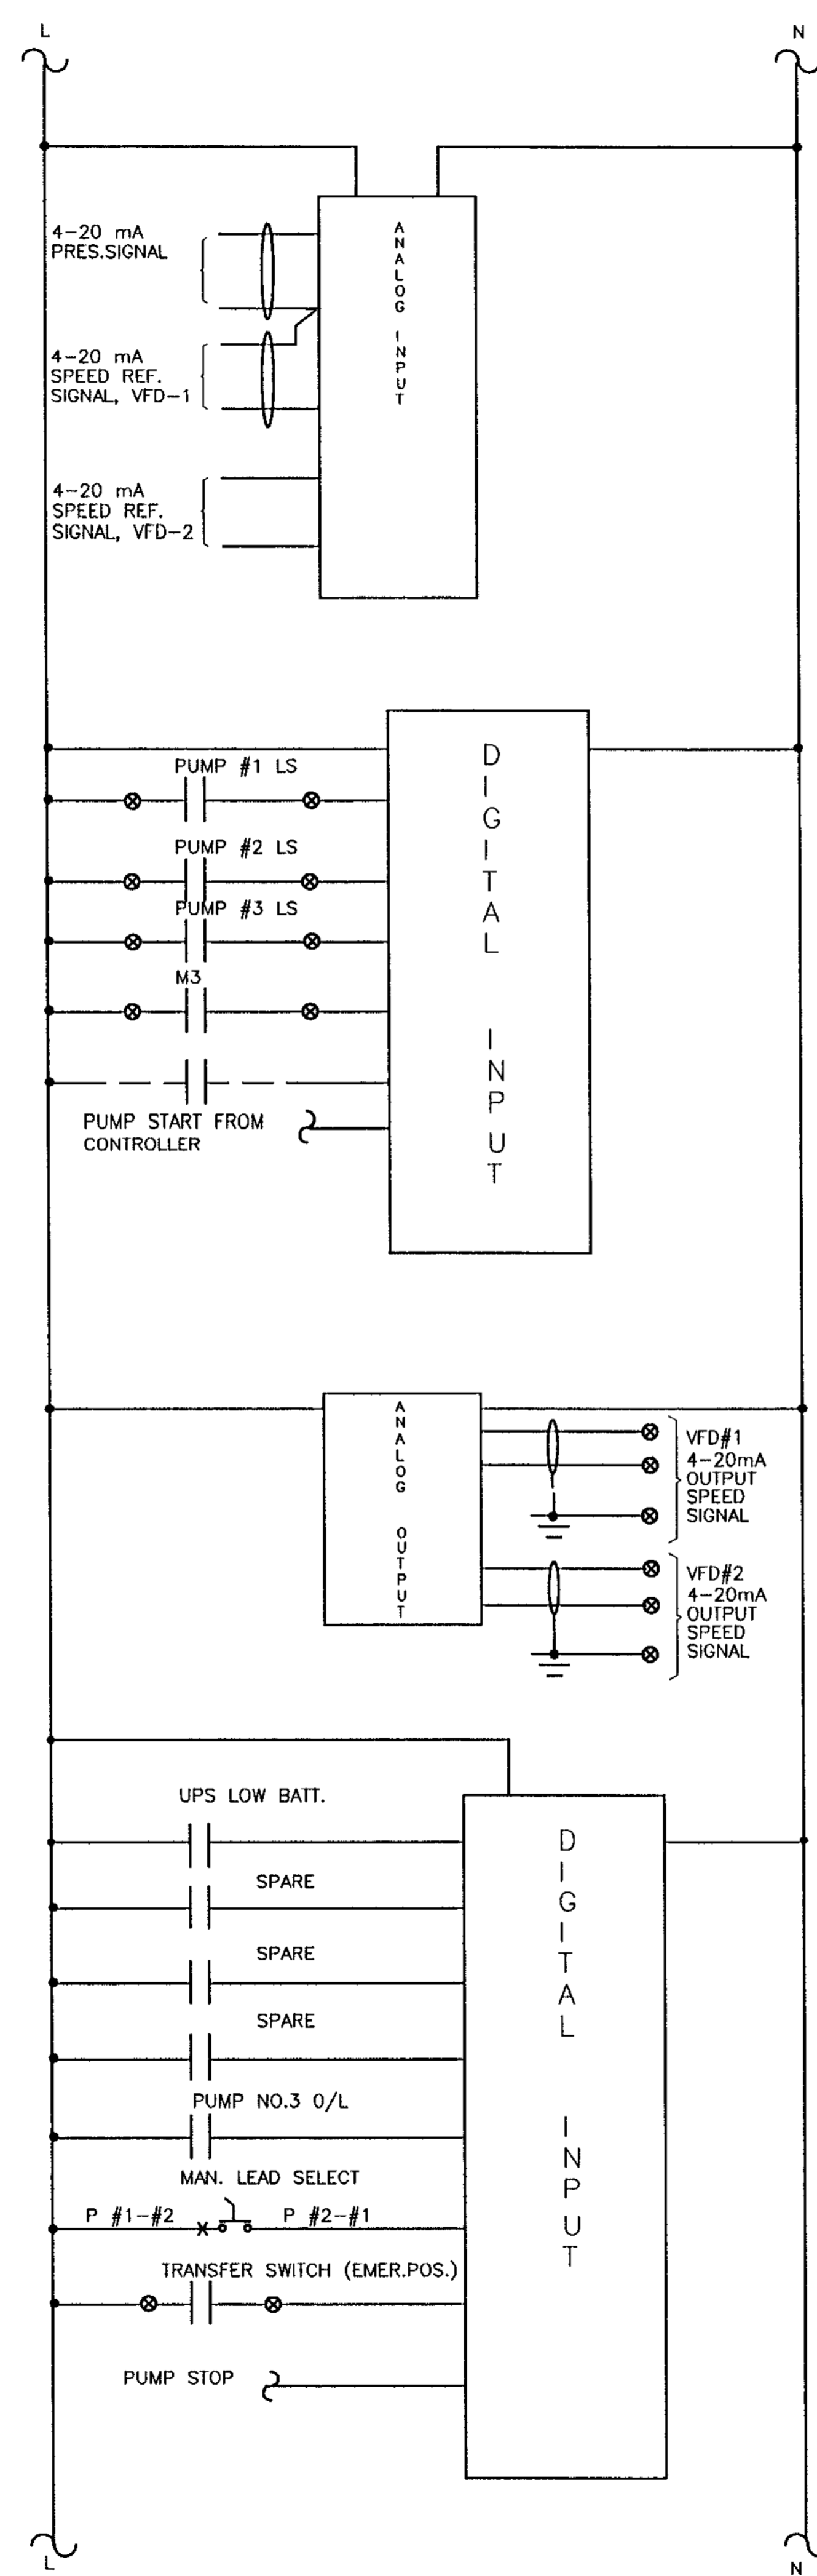 L
N
4-20 mA
PRES.SIGNAL
ANALOG INPUT
4-20 mA
SPEED REF.
SIGNAL, VFD-1
4-20 mA
SPEED REF.
SIGNAL, VFD-2
DIGITAL INPUT
PUMP #1 LS
PUMP #2 LS
PUMP #3 LS
M3
PUMP START FROM
CONTROLLER
ANALOG OUTPUT
VFD#1
4-20mA
OUTPUT
SPEED
SIGNAL
VFD#2
4-20mA
OUTPUT
SPEED
SIGNAL
UPS LOW BATT.
DIGITAL INPUT
SPARE
SPARE
SPARE
PUMP NO.3 O/L
MAN. LEAD SELECT
P #1-#2
P #2-#1
TRANSFER SWITCH (EMER.POS.)
PUMP STOP
L
N